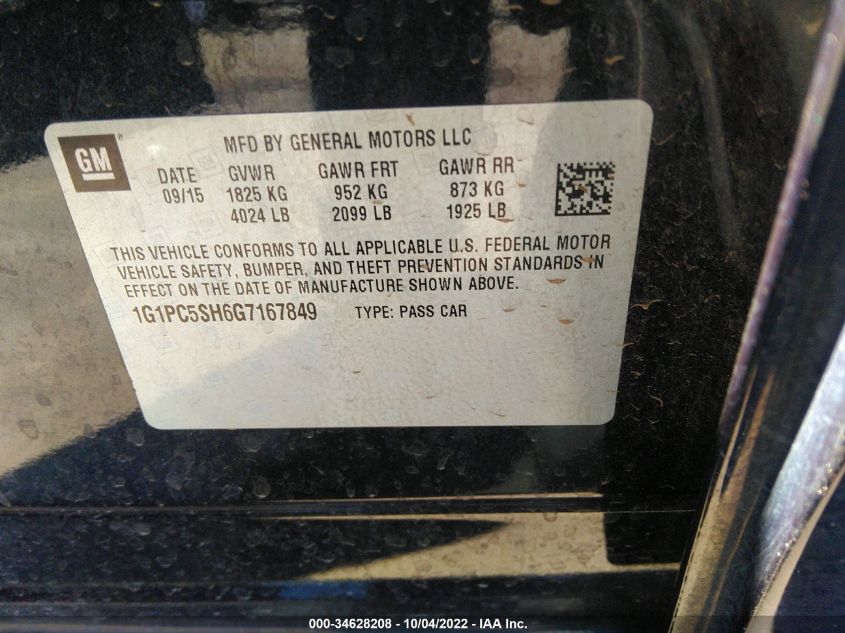 GM ® MFD BY GENERAL MOTORS LLC
DATE GVWR GAWR FRT GAWR RR
09/15 1825 KG 952 KG 873 KG
4024 LB 2099 LB 1925 LB
THIS VEHICLE CONFORMS TO ALL APPLICABLE U.S. FEDERAL MOTOR
VEHICLE SAFETY, BUMPER, AND THEFT PREVENTION STANDARDS IN
EFFECT ON THE DATE OF MANUFACTURE SHOWN ABOVE.
1G1PC5SH6G7167849 TYPE: PASS CAR
000-34628208 - 10/04/2022 - IAA Inc.